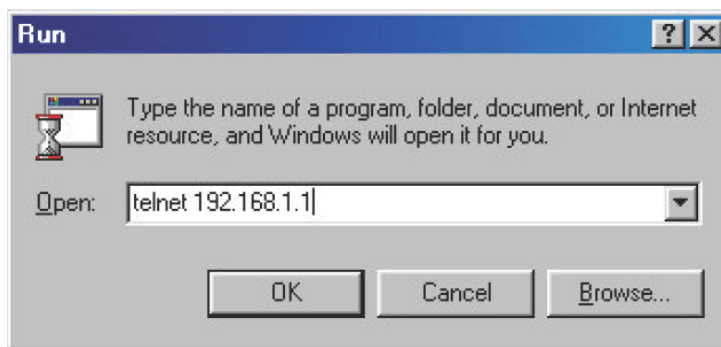 Run
Type the name of a program, folder, document, or Internet
resource, and Windows will open it for you.
Open: telnet 192.168.1.1
OK Cancel Browse...